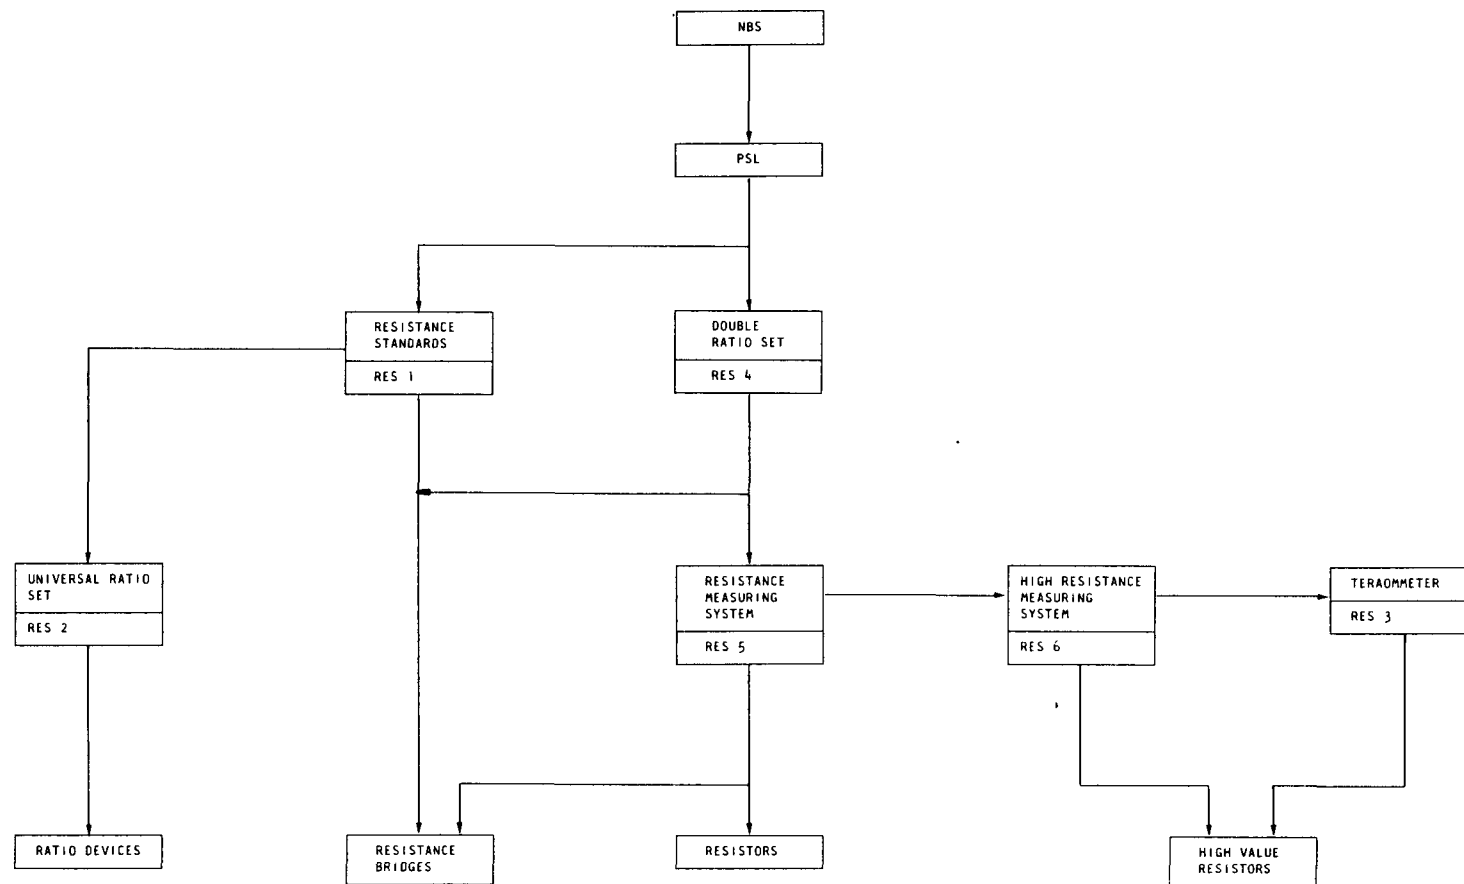 NBS
PSL
RESISTANCE
STANDARDS
RES 1
DOUBLE
RATIO SET
RES 4
UNIVERSAL RATIO
SET
RES 2
RESISTANCE
MEASURING
SYSTEM
RES 5
HIGH RESISTANCE
MEASURING
SYSTEM
RES 6
TERAOMMETER
RES 3
RATIO DEVICES
RESISTANCE
BRIDGES
RESISTORS
HIGH VALUE
RESISTORS